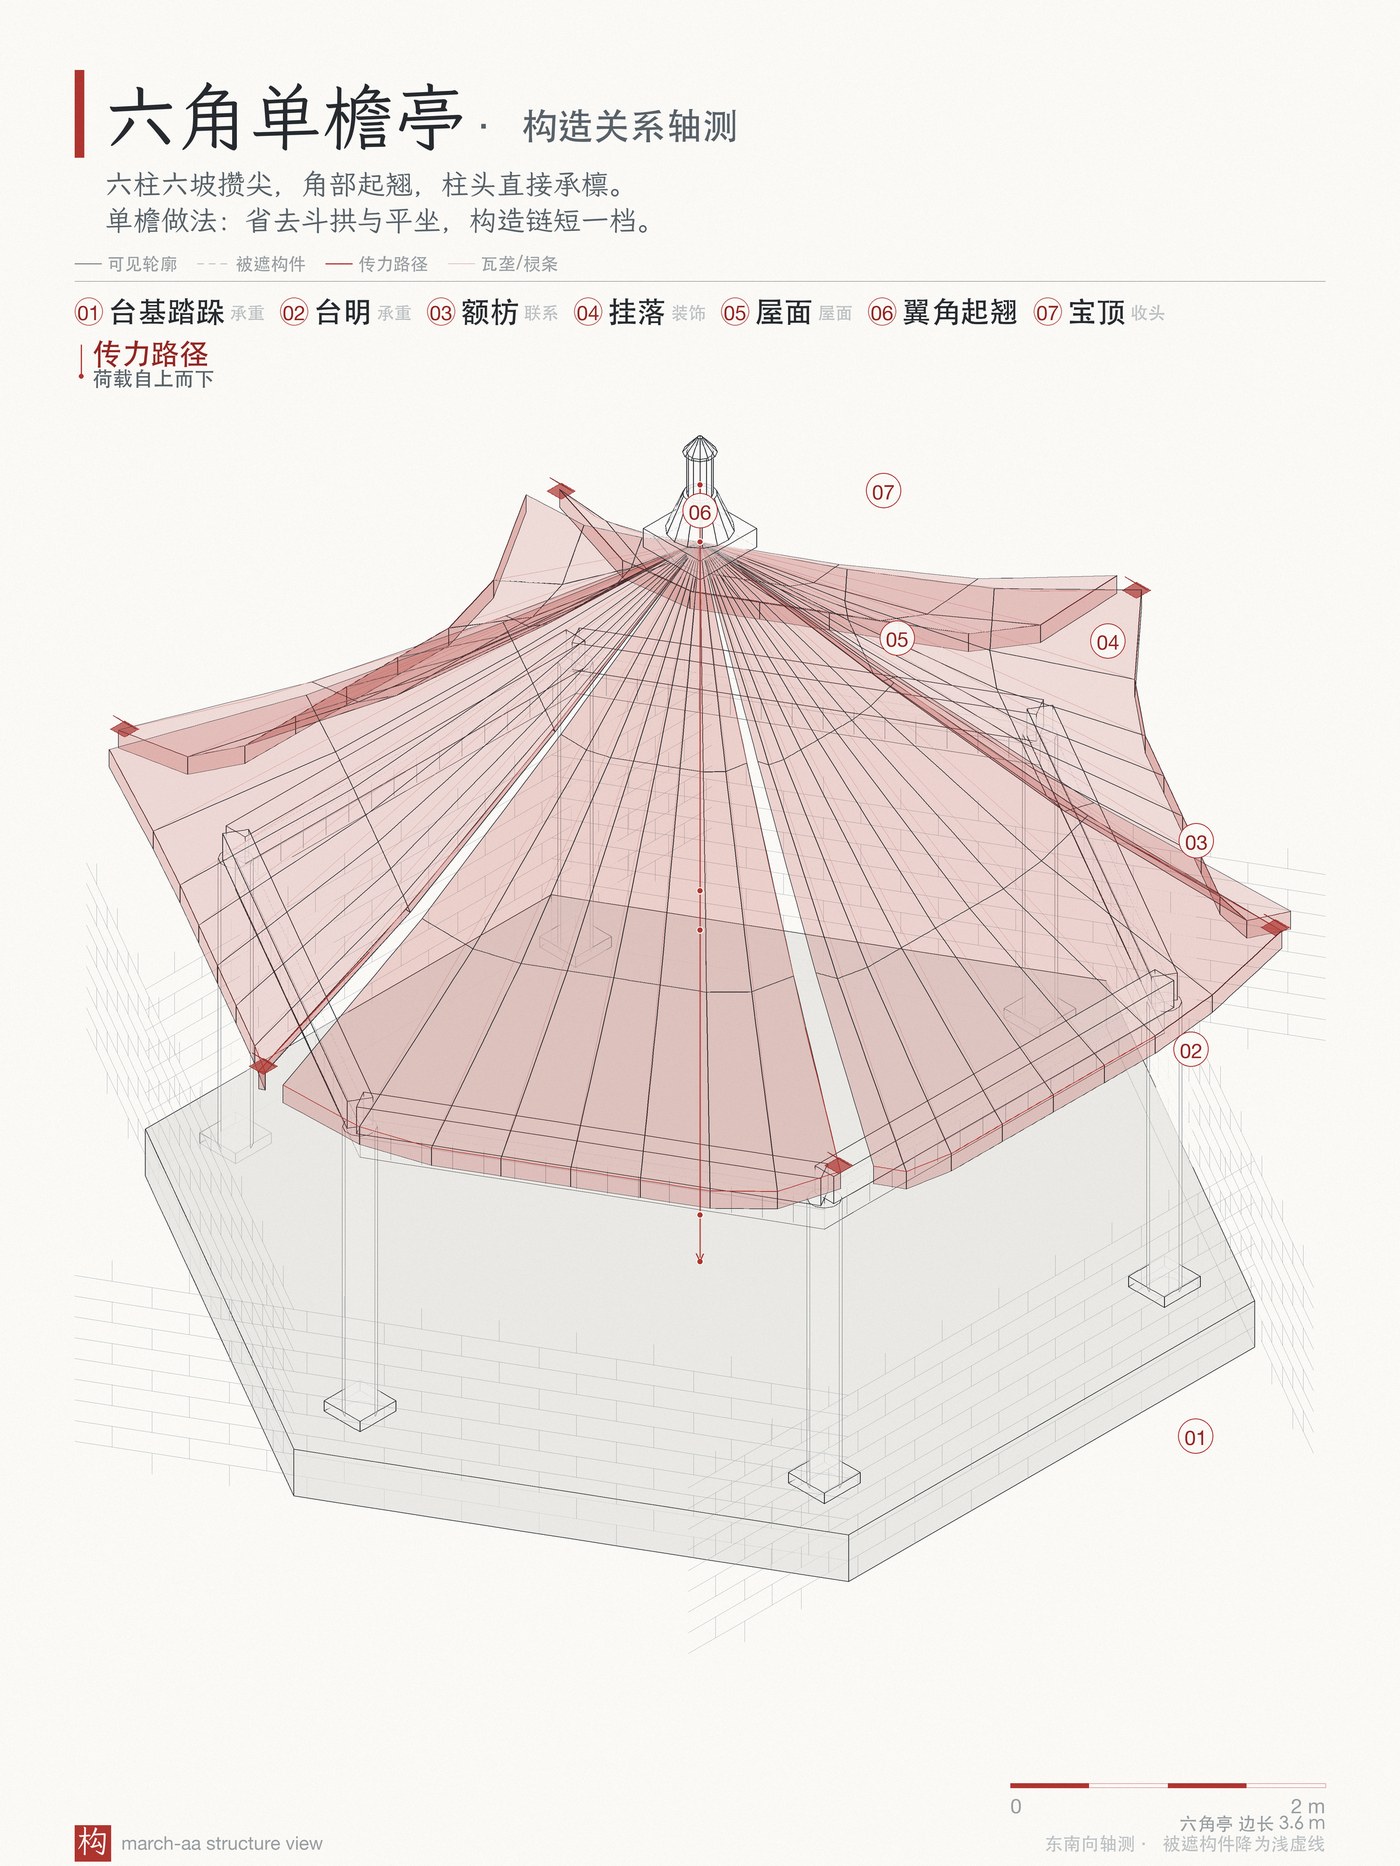 六角单檐亭 · 构造关系轴测
六柱六坡攒尖，角部起翘，柱头直接承檩。
单檐做法：省去斗拱与平坐，构造链短一档。
可见轮廓 被遮构件 传力路径 瓦垄/棂条
01 台基踏跺 承重 02 台明 承重 03 额枋 联系 04 挂落 装饰 05 屋面 屋面 06 翼角起翘 07 宝顶 收头
传力路径
荷载自上而下
07
06
05
04
03
02
01
0 2 m
六角亭 边长 3.6 m
东南向轴测 · 被遮构件降为浅虚线
构 march-aa structure view